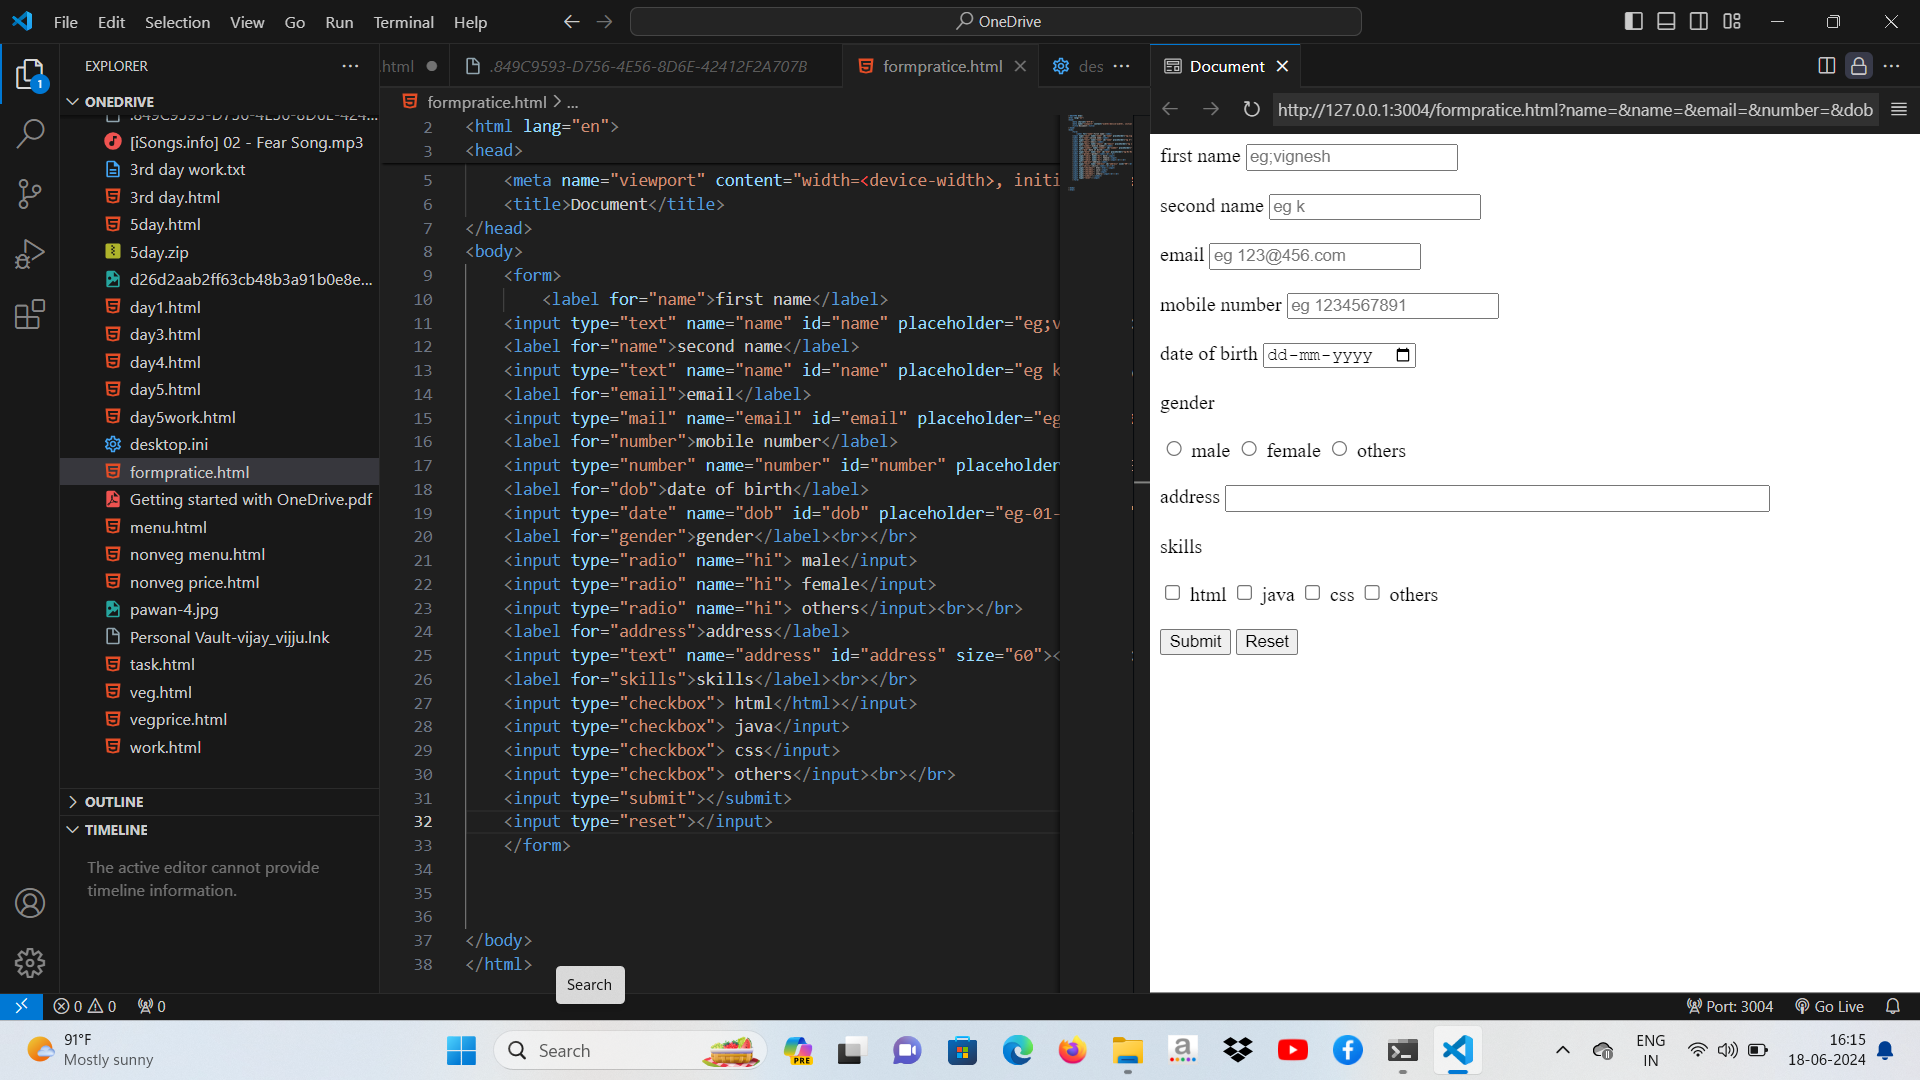 File Edit Selection View Go Run Terminal Help
OneDrive
EXPLORER
.html
.849C9593-D756-4E56-8D6E-42412F2A707B
formpratice.html
des
Document
ONEDRIVE
.849C9593-D756-4E56-8D6E-424...
[iSongs.info] 02 - Fear Song.mp3
3rd day work.txt
3rd day.html
5day.html
5day.zip
d26d2aab2ff63cb48b3a91b0e8e...
day1.html
day3.html
day4.html
day5.html
day5work.html
desktop.ini
formpratice.html
Getting started with OneDrive.pdf
menu.html
nonveg menu.html
nonveg price.html
pawan-4.jpg
Personal Vault-vijay_vijju.lnk
task.html
veg.html
vegprice.html
work.html
OUTLINE
TIMELINE
The active editor cannot provide
timeline information.
1
formpratice.html > ...
2 <html lang="en">
3 <head>
5 <meta name="viewport" content="width=<device-width>, initi
6 <title>Document</title>
7 </head>
8 <body>
9 <form>
10 <label for="name">first name</label>
11 <input type="text" name="name" id="name" placeholder="eg;v
12 <label for="name">second name</label>
13 <input type="text" name="name" id="name" placeholder="eg k
14 <label for="email">email</label>
15 <input type="mail" name="email" id="email" placeholder="eg
16 <label for="number">mobile number</label>
17 <input type="number" name="number" id="number" placeholder
18 <label for="dob">date of birth</label>
19 <input type="date" name="dob" id="dob" placeholder="eg-01-
20 <label for="gender">gender</label><br></br>
21 <input type="radio" name="hi"> male</input>
22 <input type="radio" name="hi"> female</input>
23 <input type="radio" name="hi"> others</input><br></br>
24 <label for="address">address</label>
25 <input type="text" name="address" id="address" size="60"><
26 <label for="skills">skills</label><br></br>
27 <input type="checkbox"> html</html></input>
28 <input type="checkbox"> java</input>
29 <input type="checkbox"> css</input>
30 <input type="checkbox"> others</input><br></br>
31 <input type="submit"></submit>
32 <input type="reset"></input>
33 </form>
34
35
36
37 </body>
38 </html>
Search
http://127.0.0.1:3004/formpratice.html?name=&name=&email=&number=&dob
first name eg;vignesh
second name eg k
email eg 123@456.com
mobile number eg 1234567891
date of birth dd-mm-yyyy
gender
male female others
address
skills
html java css others
Submit Reset
0 0 0
Port: 3004 Go Live
91°F
Mostly sunny
Search
PRE
a
ENG
IN
16:15
18-06-2024